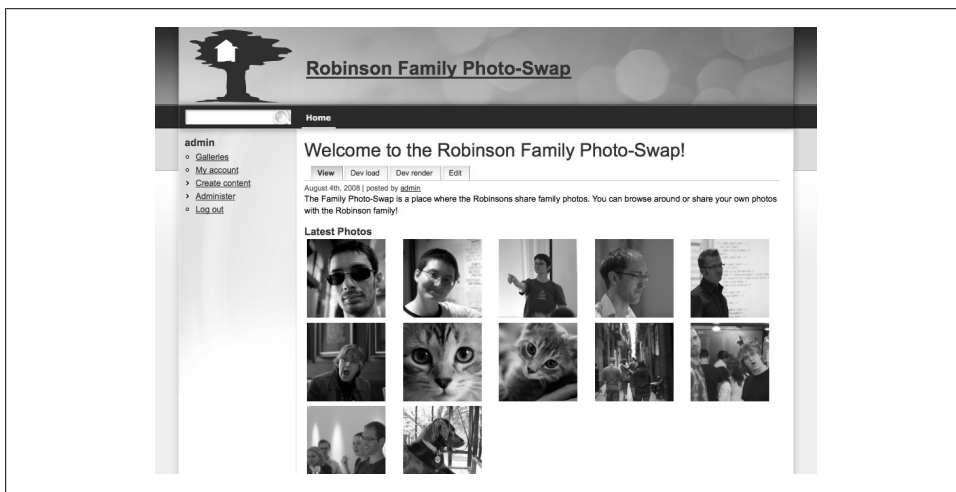 Robinson Family Photo-Swap
Home
admin
Galleries
My account
Create content
Administer
Log out
Welcome to the Robinson Family Photo-Swap!
View Dev load Dev render Edit
August 4th, 2008 | posted by admin
The Family Photo-Swap is a place where the Robinsons share family photos. You can browse around or share your own photos
with the Robinson family!
Latest Photos